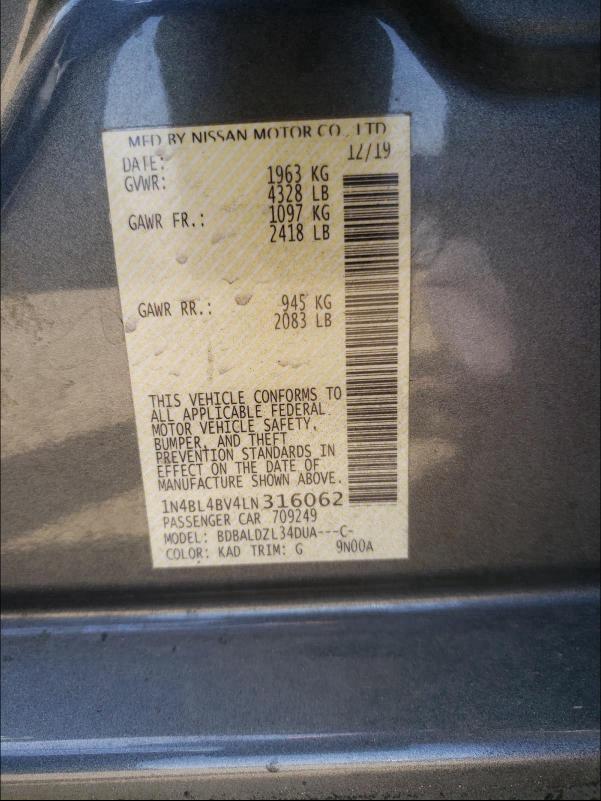 MFD BY NISSAN MOTOR CO., LTD
DATE: 12/19
GVWR: 1963 KG
4328 LB
GAWR FR.: 1097 KG
2418 LB
GAWR RR.: 945 KG
2083 LB
THIS VEHICLE CONFORMS TO
ALL APPLICABLE FEDERAL
MOTOR VEHICLE SAFETY,
BUMPER, AND THEFT
PREVENTION STANDARDS IN
EFFECT ON THE DATE OF
MANUFACTURE SHOWN ABOVE.
1N4BL4BV4LN316062
PASSENGER CAR 709249
MODEL: BDBALDZL34DUA---C-
COLOR: KAD TRIM: G 9N00A